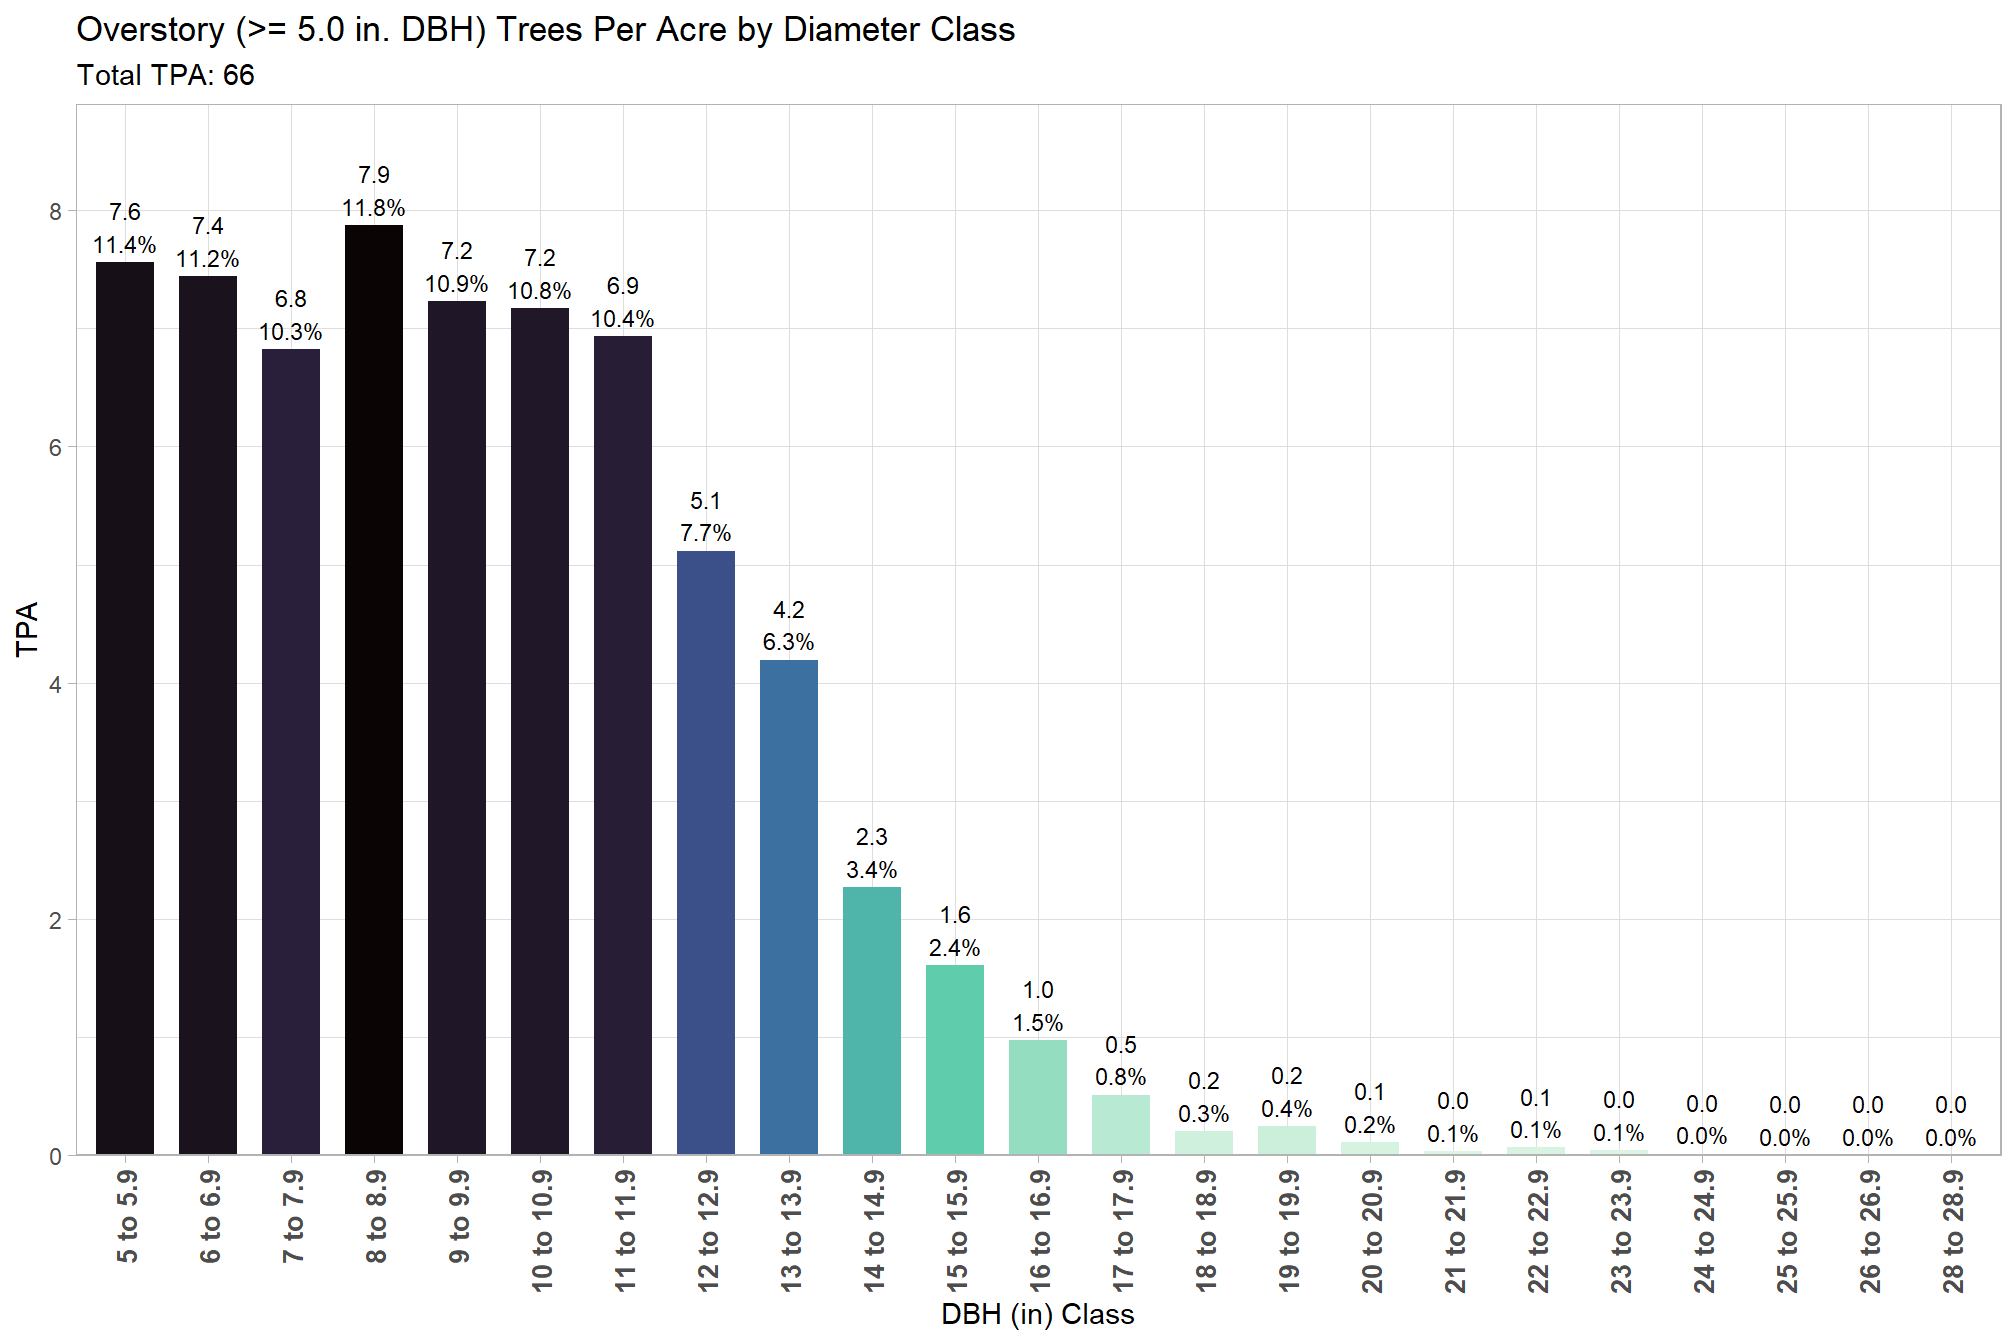 Overstory (>= 5.0 in. DBH) Trees Per Acre by Diameter Class
Total TPA: 66
TPA
8
6
4
2
0
7.6
11.4%
7.4
11.2%
6.8
10.3%
7.9
11.8%
7.2
10.9%
7.2
10.8%
6.9
10.4%
5.1
7.7%
4.2
6.3%
2.3
3.4%
1.6
2.4%
1.0
1.5%
0.5
0.8%
0.2
0.3%
0.2
0.4%
0.1
0.2%
0.0
0.1%
0.1
0.1%
0.0
0.1%
0.0
0.0%
0.0
0.0%
0.0
0.0%
0.0
0.0%
5 to 5.9
6 to 6.9
7 to 7.9
8 to 8.9
9 to 9.9
10 to 10.9
11 to 11.9
12 to 12.9
13 to 13.9
14 to 14.9
15 to 15.9
16 to 16.9
17 to 17.9
18 to 18.9
19 to 19.9
20 to 20.9
21 to 21.9
22 to 22.9
23 to 23.9
24 to 24.9
25 to 25.9
26 to 26.9
28 to 28.9
DBH (in) Class